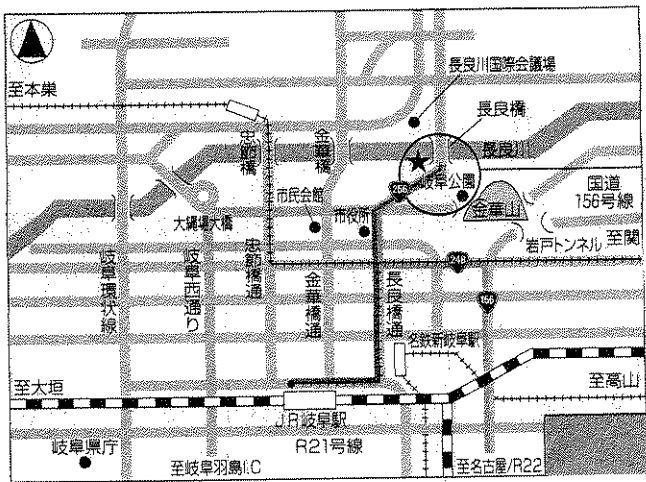 至本巣
長良川国際会議場
長良橋
忠節橋
金華橋
長良川
256
岐阜公園
金華山
国道
156号線
大縄場大橋
市民会館
市役所
岩戸トンネル
至関
248
156
岐阜環状線
岐阜西通り
忠節橋通
金華橋通
長良橋通
名鉄新岐阜駅
至大垣
至高山
JR岐阜駅
R21号線
岐阜県庁
至岐阜羽島I.C
至名古屋/R22